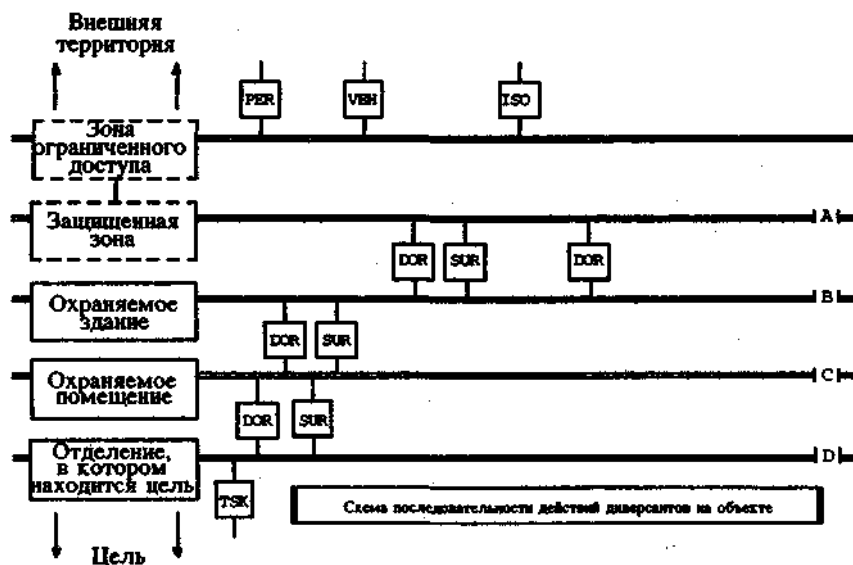 Внешняя
территория
PER
VEH
ISO
Зона
ограниченного
доступа
Защищенная
зона
A
DOR
SUR
DOR
Охраняемое
здание
B
DOR
SUR
Охраняемое
помещение
C
DOR
SUR
Отделение,
в котором
находится цель
D
TSK
Схема последовательности действий диверсантов на объекте
Цель